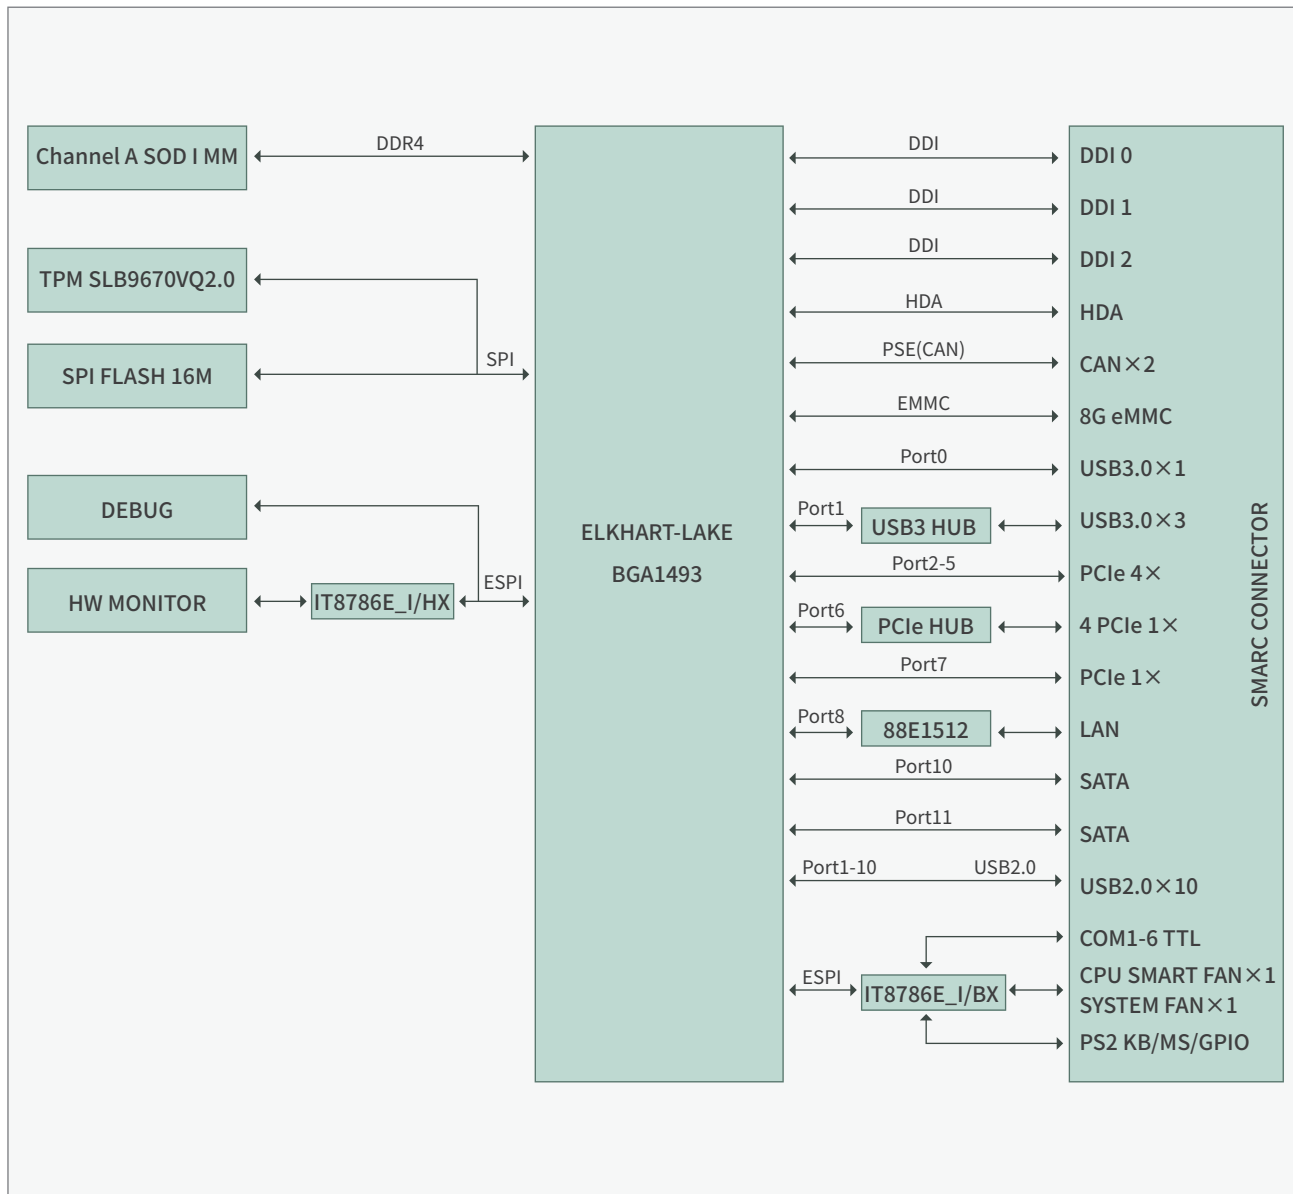 Channel A SOD I MM
DDR4
TPM SLB9670VQ2.0
SPI FLASH 16M
SPI
DEBUG
HW MONITOR
IT8786E_I/HX
ESPI
ELKHART-LAKE
BGA1493
DDI
DDI 0
DDI
DDI 1
DDI
DDI 2
HDA
HDA
PSE(CAN)
CAN×2
EMMC
8G eMMC
Port0
USB3.0×1
Port1
USB3 HUB
USB3.0×3
Port2-5
PCIe 4×
Port6
PCIe HUB
4 PCIe 1×
Port7
PCIe 1×
Port8
88E1512
LAN
Port10
SATA
Port11
SATA
Port1-10
USB2.0
USB2.0×10
COM1-6 TTL
ESPI
IT8786E_I/BX
CPU SMART FAN×1
SYSTEM FAN×1
PS2 KB/MS/GPIO
SMARC CONNECTOR